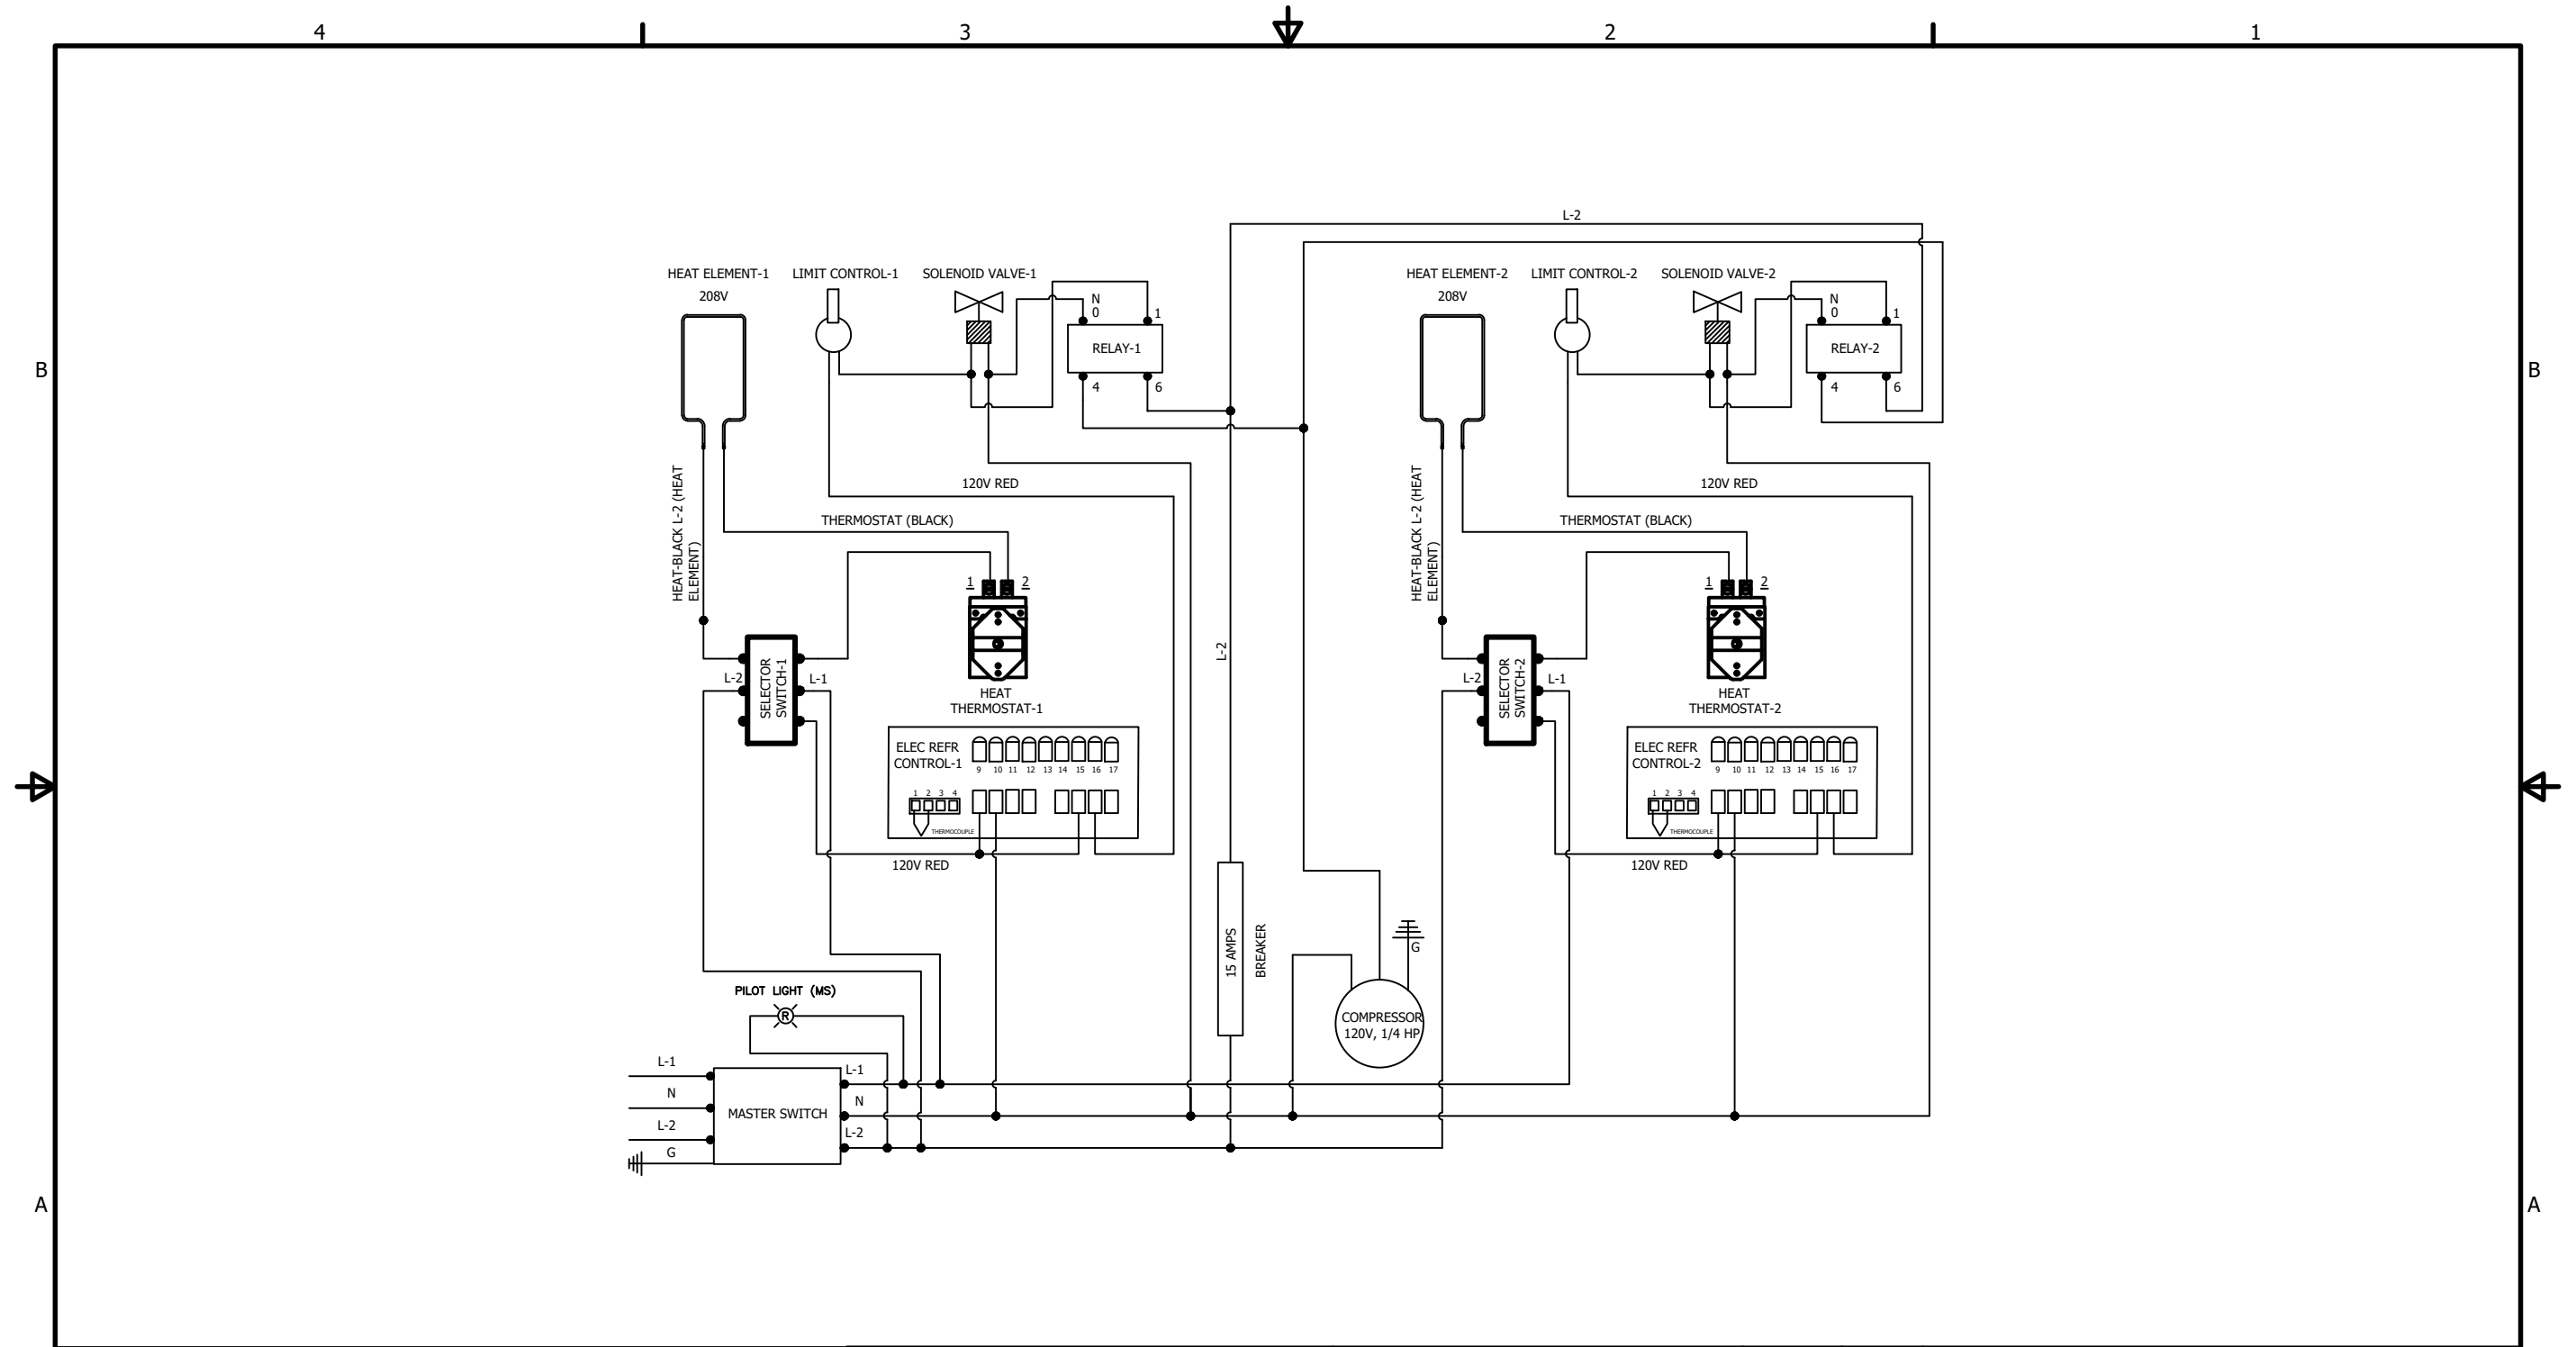 4 3 2 1
L-2
HEAT ELEMENT-1 LIMIT CONTROL-1 SOLENOID VALVE-1 HEAT ELEMENT-2 LIMIT CONTROL-2 SOLENOID VALVE-2
208V N 208V N
0 1 0 1
RELAY-1 RELAY-2
B B
4 6 4 6
120V RED 120V RED
HEAT-BLACK L-2 (HEAT
ELEMENT)
HEAT-BLACK L-2 (HEAT
ELEMENT)
THERMOSTAT (BLACK) THERMOSTAT (BLACK)
1 2 1 2
L-2
SELECTOR
SWITCH-1
SELECTOR
SWITCH-2
L-2 L-1 L-2 L-1
HEAT
THERMOSTAT-1
HEAT
THERMOSTAT-2
ELEC REFR
CONTROL-1
9 10 11 12 13 14 15 16 17
1 2 3 4
THERMOCOUPLE
ELEC REFR
CONTROL-2
9 10 11 12 13 14 15 16 17
1 2 3 4
THERMOCOUPLE
120V RED 120V RED
15 AMPS
BREAKER
G
PILOT LIGHT (MS)
R
COMPRESSOR
120V, 1/4 HP
L-1 L-1
N N
MASTER SWITCH
L-2 L-2
G
A A